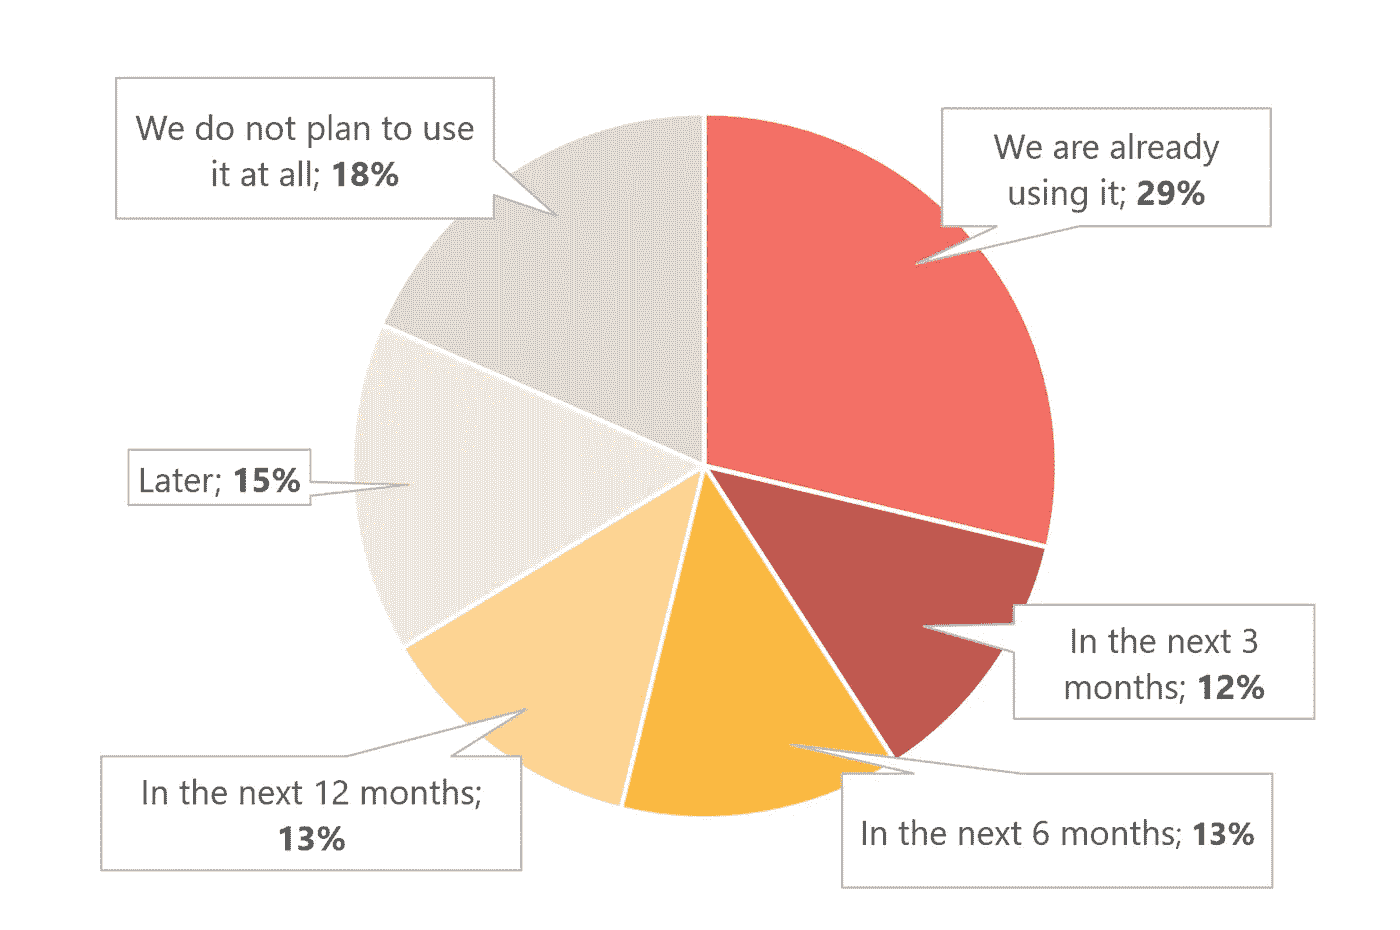 We do not plan to use
it at all; 18%
We are already
using it; 29%
Later; 15%
In the next 3
months; 12%
In the next 12 months;
13%
In the next 6 months; 13%